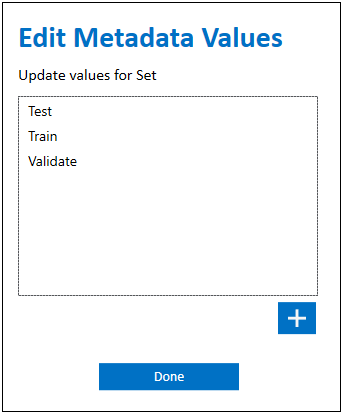 Edit Metadata Values
Update values for Set
Test
Train
Validate
Done